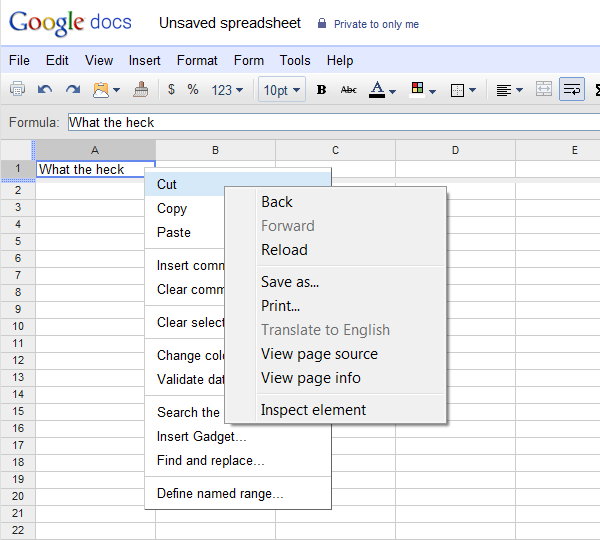 Google docs Unsaved spreadsheet Private to only me
File Edit View Insert Format Form Tools Help
$ % 123 10pt B Abc A Σ
Formula: What the heck
A B C D E
1 What the heck
2
3
4
5
6
7
8
9
10
11
12
13
14
15
16
17
18
19
20
21
22
Cut
Copy
Paste
Insert comm
Clear comm
Clear select
Change colo
Validate dat
Search the
Insert Gadget...
Find and replace...
Define named range...
Back
Forward
Reload
Save as...
Print...
Translate to English
View page source
View page info
Inspect element